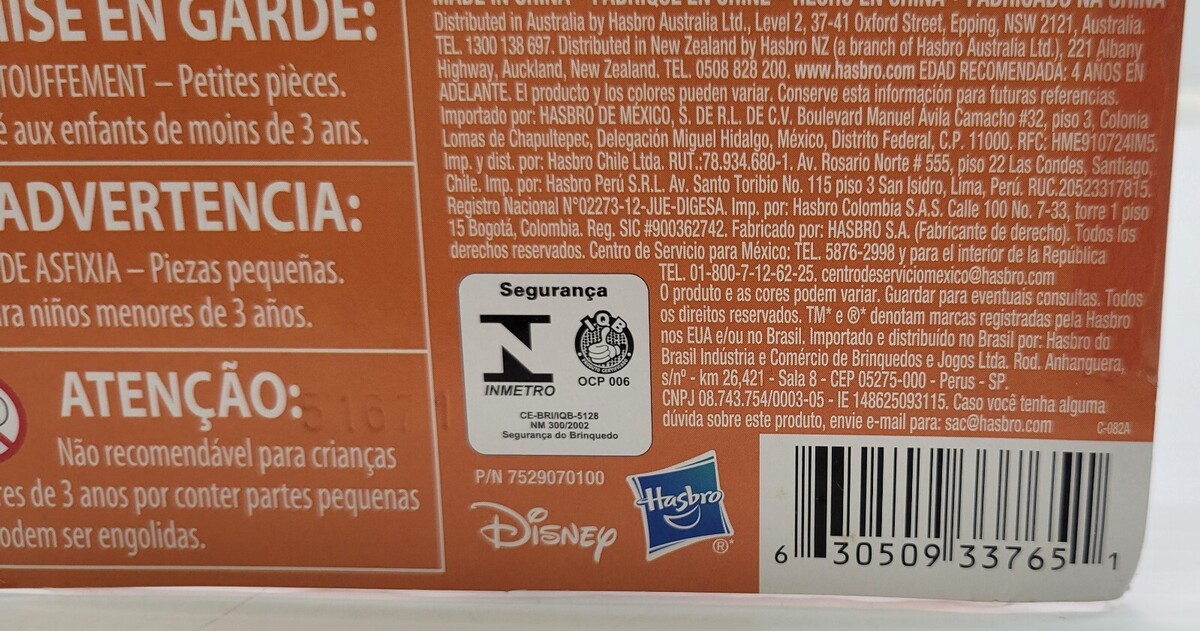 MISE EN GARDE:
TOUFFEMENT – Petites pièces.
é aux enfants de moins de 3 ans.
ADVERTENCIA:
DE ASFIXIA – Piezas pequeñas.
ra niños menores de 3 años.
ATENÇÃO:
51671
Não recomendável para crianças
res de 3 anos por conter partes pequenas
odem ser engolidas.
MADE IN CHINA FABRIQUÉ EN CHINE HECHO EN CHINA FABRICADO NA CHINA
Distributed in Australia by Hasbro Australia Ltd., Level 2, 37-41 Oxford Street, Epping, NSW 2121, Australia.
TEL. 1300 138 697. Distributed in New Zealand by Hasbro NZ (a branch of Hasbro Australia Ltd.), 221 Albany
Highway, Auckland, New Zealand. TEL. 0508 828 200. www.hasbro.com EDAD RECOMENDADA: 4 AÑOS EN
ADELANTE. El producto y los colores pueden variar. Conserve esta información para futuras referencias.
Importado por: HASBRO DE MÉXICO, S. DE R.L. DE C.V. Boulevard Manuel Ávila Camacho #32, piso 3, Colonia
Lomas de Chapultepec, Delegación Miguel Hidalgo, México, Distrito Federal, C.P. 11000. RFC: HME910724IM5.
Imp. y dist. por: Hasbro Chile Ltda. RUT.:78.934.680-1. Av. Rosario Norte # 555, piso 22 Las Condes, Santiago,
Chile. Imp. por: Hasbro Perú S.R.L. Av. Santo Toribio No. 115 piso 3 San Isidro, Lima, Perú. RUC.20523317815.
Registro Nacional N°02273-12-JUE-DIGESA. Imp. por: Hasbro Colombia S.A.S. Calle 100 No. 7-33, torre 1 piso
15 Bogotá, Colombia. Reg. SIC #900362742. Fabricado por: HASBRO S.A. (Fabricante de derecho). Todos los
derechos reservados. Centro de Servicio para México: TEL. 5876-2998 y para el interior de la República
TEL. 01-800-7-12-62-25. centrodeserviciomexico@hasbro.com
O produto e as cores podem variar. Guardar para eventuais consultas. Todos
os direitos reservados. TM* e ®* denotam marcas registradas pela Hasbro
nos EUA e/ou no Brasil. Importado e distribuído no Brasil por: Hasbro do
Brasil Indústria e Comércio de Brinquedos e Jogos Ltda. Rod. Anhanguera,
s/nº - km 26,421 - Sala 8 - CEP 05275-000 - Perus - SP.
CNPJ 08.743.754/0003-05 - IE 148625093115. Caso você tenha alguma
dúvida sobre este produto, envie e-mail para: sac@hasbro.com
C-082A
Segurança
IQB
INMETRO
OCP 006
CE-BRI/IQB-5128
NM 300/2002
Segurança do Brinquedo
P/N 7529070100
Disney
Hasbro
®*
6 30509 33765 1